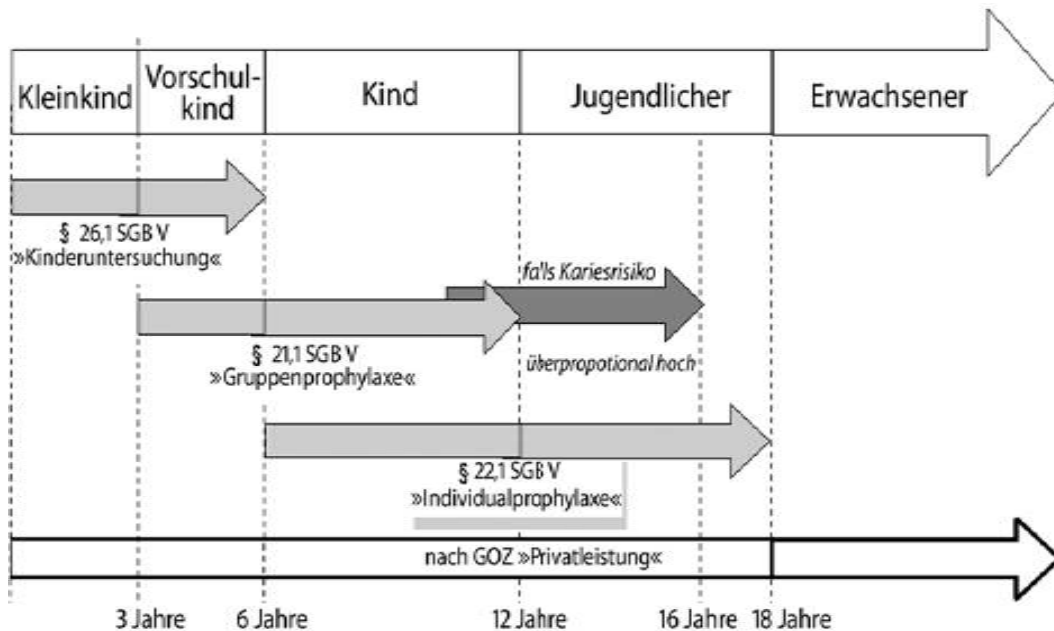 Kleinkind
Vorschul-
kind
Kind
Jugendlicher
Erwachsener
§ 26,1 SGB V
»Kinderuntersuchung«
falls Kariesrisiko
§ 21,1 SGB V
»Gruppenprophylaxe«
überpropotional hoch
§ 22,1 SGB V
»Individualprophylaxe«
nach GOZ »Privatleistung«
3 Jahre
6 Jahre
12 Jahre
16 Jahre
18 Jahre